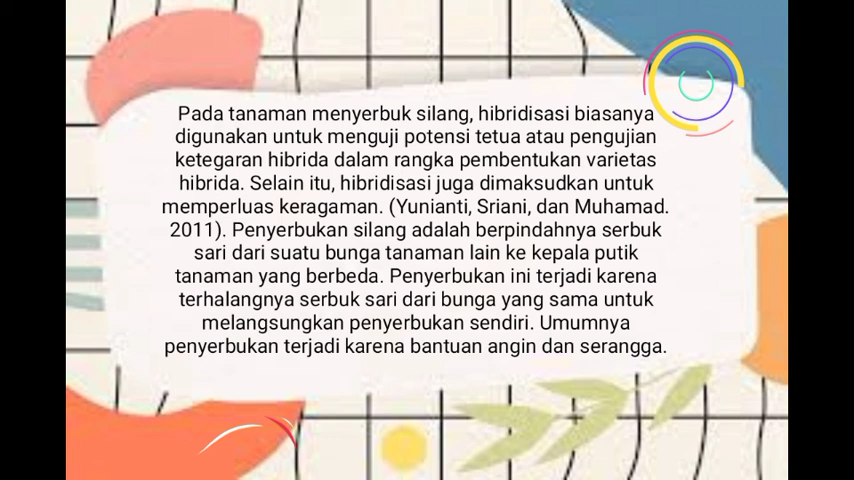 Pada tanaman menyerbuk silang, hibridisasi biasanya
digunakan untuk menguji potensi tetua atau pengujian
ketegaran hibrida dalam rangka pembentukan varietas
hibrida. Selain itu, hibridisasi juga dimaksudkan untuk
memperluas keragaman. (Yunianti, Sriani, dan Muhamad.
2011). Penyerbukan silang adalah berpindahnya serbuk
sari dari suatu bunga tanaman lain ke kepala putik
tanaman yang berbeda. Penyerbukan ini terjadi karena
terhalangnya serbuk sari dari bunga yang sama untuk
melangsungkan penyerbukan sendiri. Umumnya
penyerbukan terjadi karena bantuan angin dan serangga.